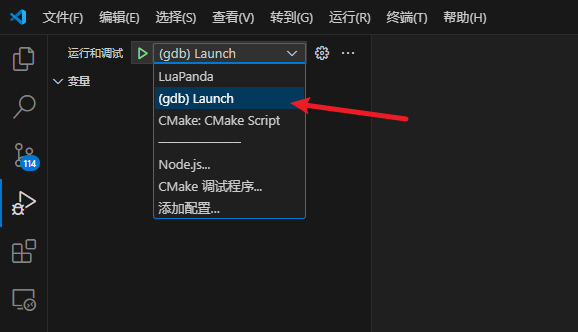 文件(F) 编辑(E) 选择(S) 查看(V) 转到(G) 运行(R) 终端(T) 帮助(H)
运行和调试 (gdb) Launch
变量
LuaPanda
(gdb) Launch
CMake: CMake Script
Node.js...
CMake 调试程序...
添加配置...
114